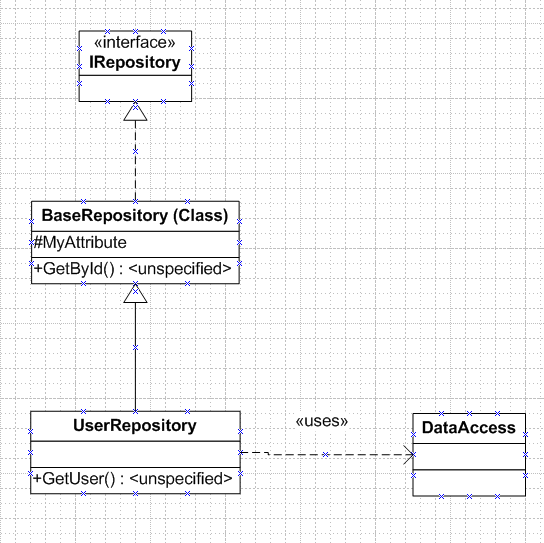 «interface»
IRepository
BaseRepository (Class)
#MyAttribute
+GetById() : <unspecified>
UserRepository
+GetUser() : <unspecified>
«uses»
DataAccess